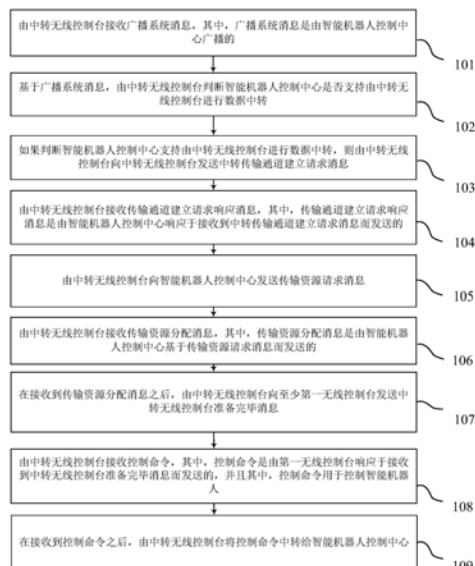 由中转无线控制台接收广播系统消息，其中，广播系统消息是由智能机器人控制中
心广播的
101
基于广播系统消息，由中转无线控制台判断智能机器人控制中心是否支持由中转无
线控制台进行数据中转
102
如果判断智能机器人控制中心支持由中转无线控制台进行数据中转，则由中转无线
控制台向中转无线控制台发送中转传输通道建立请求消息
103
由中转无线控制台接收传输通道建立请求响应消息，其中，传输通道建立请求响应
消息是由智能机器人控制中心响应于接收到中转传输通道建立请求消息而发送的
104
由中转无线控制台向智能机器人控制中心发送传输资源请求消息
105
由中转无线控制台接收传输资源分配消息，其中，传输资源分配消息是由智能机器
人控制中心基于传输资源请求消息而发送的
106
在接收到传输资源分配消息之后，由中转无线控制台向至少第一无线控制台发送中
转无线控制台准备完毕消息
107
由中转无线控制台接收控制命令，其中，控制命令是由第一无线控制台响应于接收
到中转无线控制台准备完毕消息而发送的，并且其中，控制命令用于控制智能机器
人
108
在接收到控制命令之后，由中转无线控制台将控制命令中转给智能机器人控制中心
109